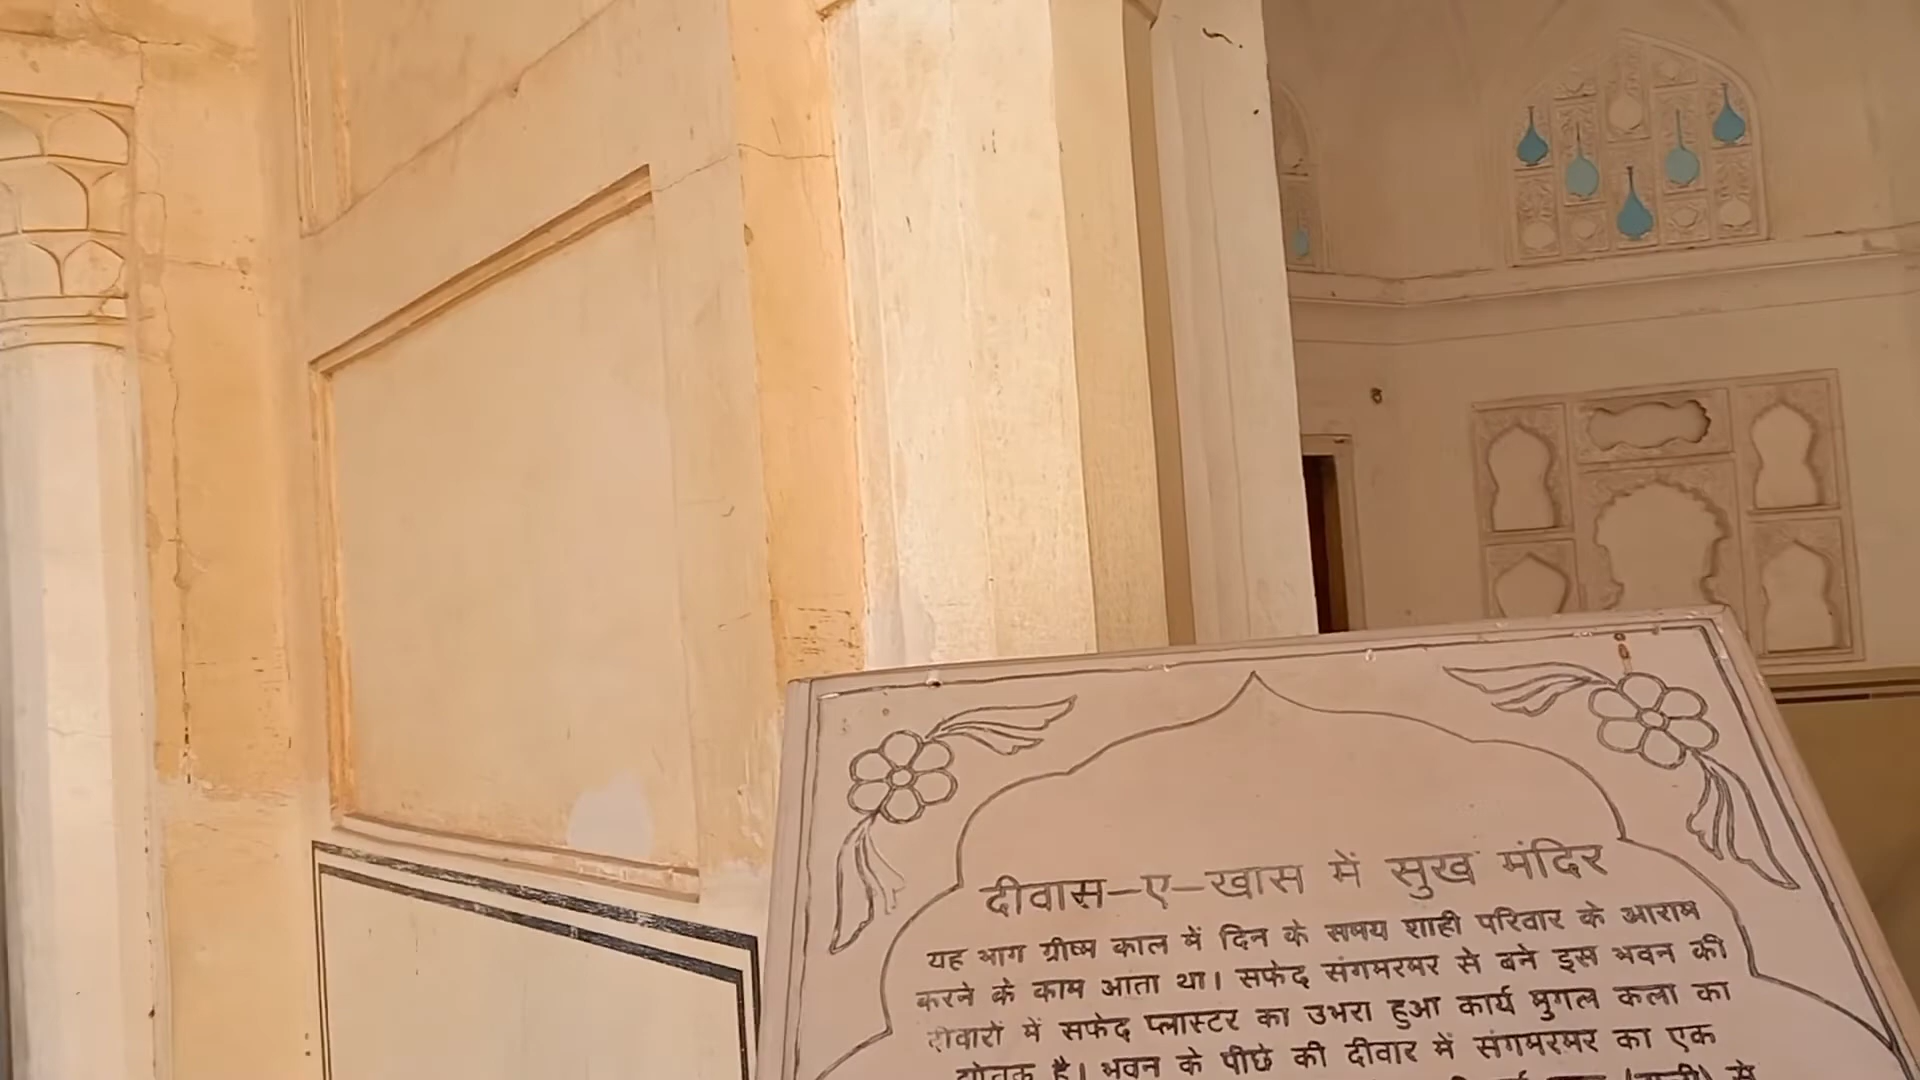 दीवास–ए–खास में सुख मंदिर
यह भाग ग्रीष्म काल में दिन के समय शाही परिवार के आराम
करने के काम आता था। सफेद संगमरमर से बने इस भवन की
दीवारों में सफेद प्लास्टर का उभरा हुआ कार्य मुगल कला का
द्योतक है। भवन के पीछे की दीवार में संगमरमर का एक